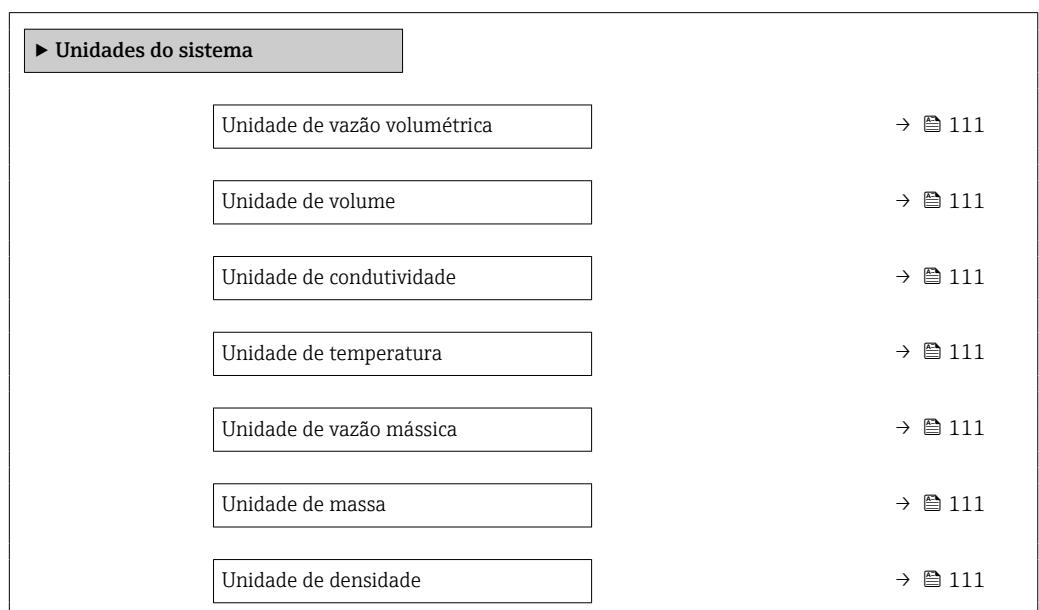 ▶ Unidades do sistema
Unidade de vazão volumétrica → 111
Unidade de volume → 111
Unidade de condutividade → 111
Unidade de temperatura → 111
Unidade de vazão mássica → 111
Unidade de massa → 111
Unidade de densidade → 111